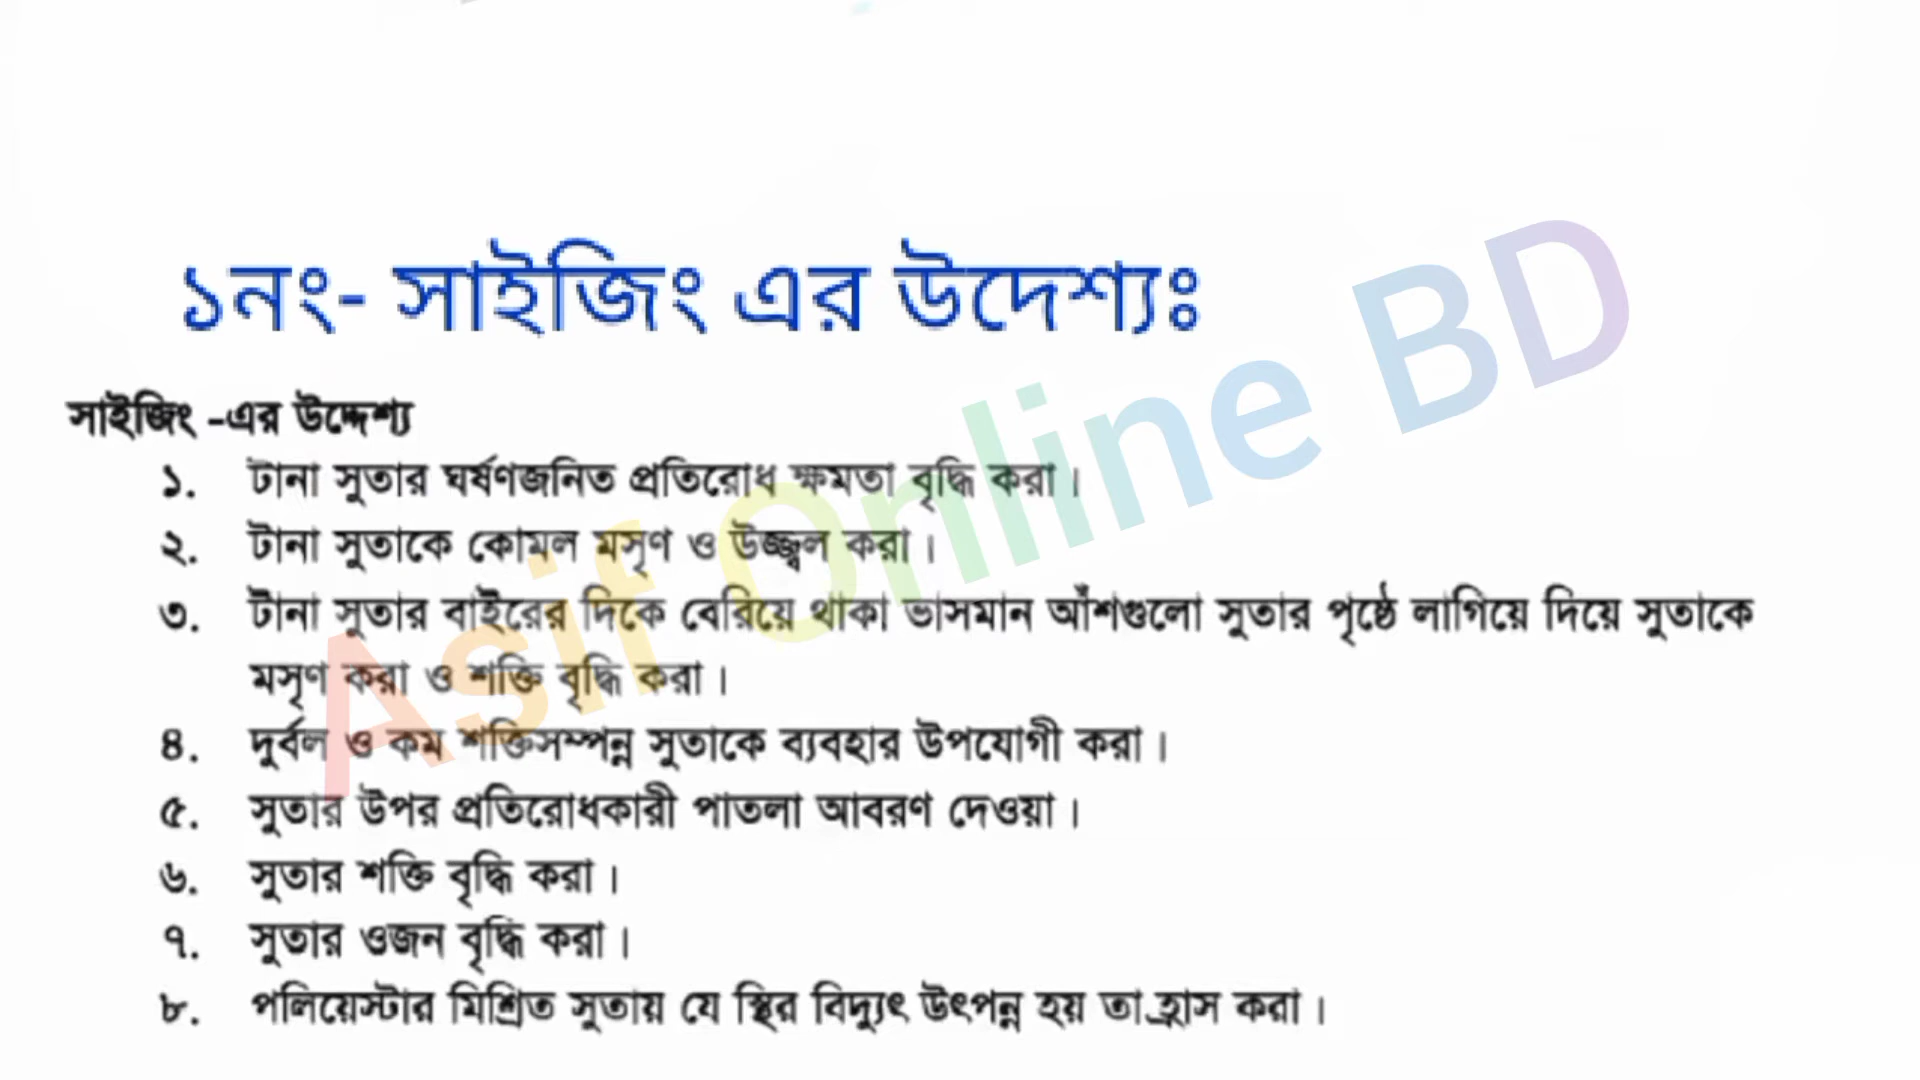 ১নং- সাইজিং এর উদেশ্যঃ
সাইজিং -এর উদ্দেশ্য
১. টানা সুতার ঘর্ষণজনিত প্রতিরোধ ক্ষমতা বৃদ্ধি করা।
২. টানা সুতাকে কোমল মসৃণ ও উজ্জ্বল করা।
৩. টানা সুতার বাইরের দিকে বেরিয়ে থাকা ভাসমান আঁশগুলো সুতার পৃষ্ঠে লাগিয়ে দিয়ে সুতাকে
মসৃণ করা ও শক্তি বৃদ্ধি করা।
৪. দুর্বল ও কম শক্তিসম্পন্ন সুতাকে ব্যবহার উপযোগী করা।
৫. সুতার উপর প্রতিরোধকারী পাতলা আবরণ দেওয়া।
৬. সুতার শক্তি বৃদ্ধি করা।
৭. সুতার ওজন বৃদ্ধি করা।
৮. পলিয়েস্টার মিশ্রিত সুতায় যে স্থির বিদ্যুৎ উৎপন্ন হয় তা হ্রাস করা।
Asif Online BD